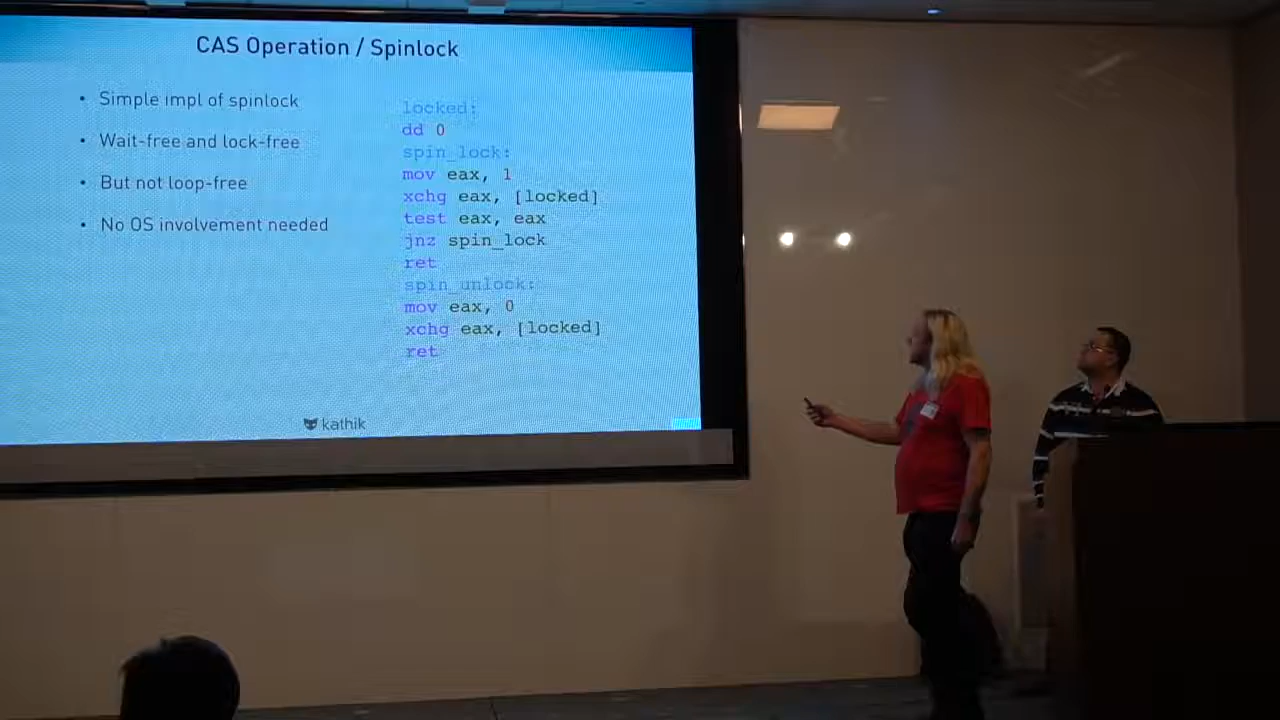 CAS Operation / Spinlock
• Simple impl of spinlock
• Wait-free and lock-free
• But not loop-free
• No OS involvement needed
locked:
dd 0
spin_lock:
mov eax, 1
xchg eax, [locked]
test eax, eax
jnz spin_lock
ret
spin_unlock:
mov eax, 0
xchg eax, [locked]
ret
kathik